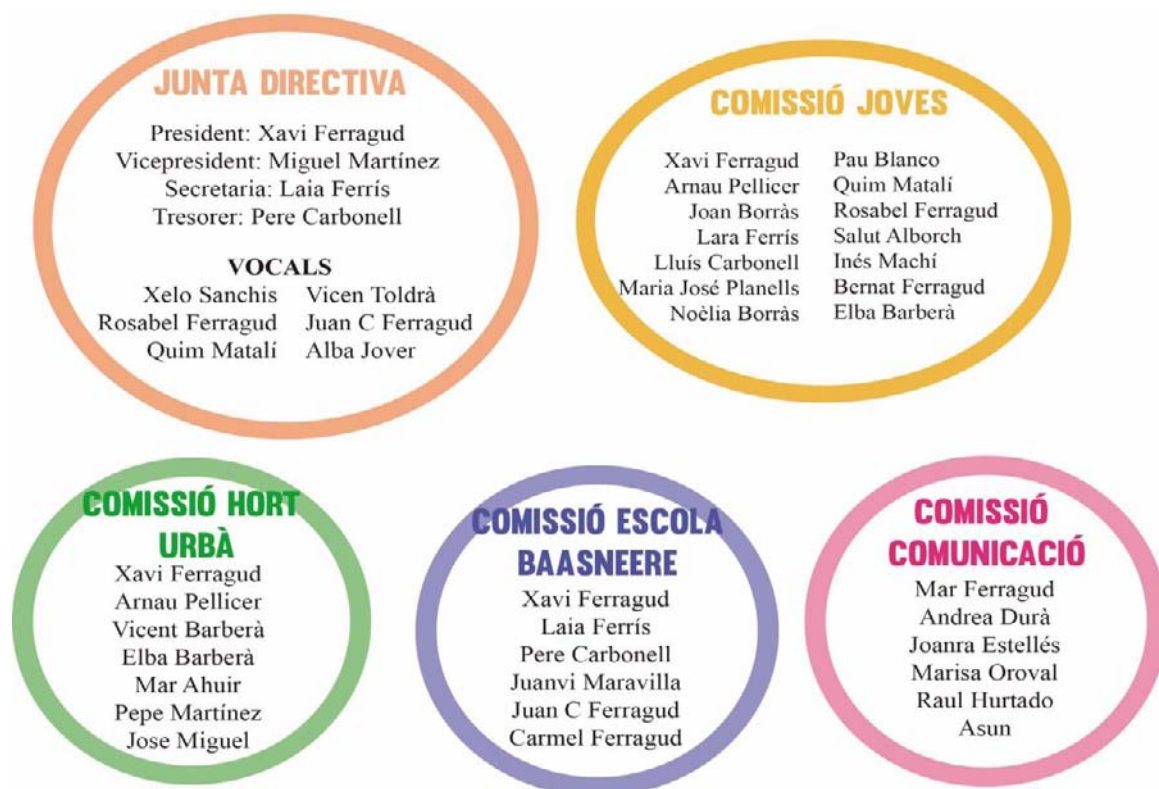 JUNTA DIRECTIVA
President: Xavi Ferragud
Vicepresident: Miguel Martínez
Secretaria: Laia Ferrís
Tresorer: Pere Carbonell
VOCALS
Xelo Sanchis Vicen Toldrà
Rosabel Ferragud Juan C Ferragud
Quim Matalí Alba Jover
COMISSIÓ JOVES
Xavi Ferragud Pau Blanco
Arnau Pellicer Quim Matalí
Joan Borràs Rosabel Ferragud
Lara Ferrís Salut Alborch
Lluís Carbonell Inés Machí
Maria José Planells Bernat Ferragud
Noèlia Borràs Elba Barberà
COMISSIÓ HORT
URBÀ
Xavi Ferragud
Arnau Pellicer
Vicent Barberà
Elba Barberà
Mar Ahuir
Pepe Martínez
Jose Miguel
COMISSIÓ ESCOLA
BAASNEERE
Xavi Ferragud
Laia Ferrís
Pere Carbonell
Juanvi Maravilla
Juan C Ferragud
Carmel Ferragud
COMISSIÓ
COMUNICACIÓ
Mar Ferragud
Andrea Durà
Joanra Estellés
Marisa Oroval
Raul Hurtado
Asun